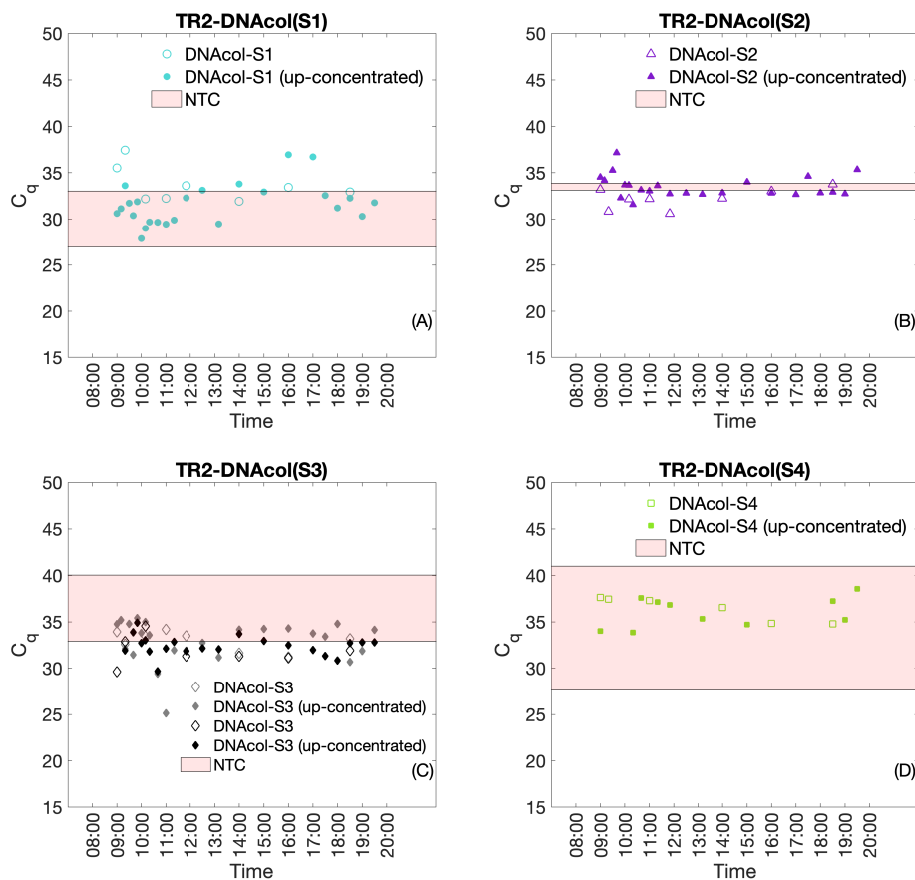 TR2-DNAcol(S1)
50
45
40
35
30
25
20
15
Cq
DNAcol-S1
DNAcol-S1 (up-concentrated)
NTC
(A)
08:00
09:00
10:00
11:00
12:00
13:00
14:00
15:00
16:00
17:00
18:00
19:00
20:00
Time
TR2-DNAcol(S2)
50
45
40
35
30
25
20
15
Cq
DNAcol-S2
DNAcol-S2 (up-concentrated)
NTC
(B)
08:00
09:00
10:00
11:00
12:00
13:00
14:00
15:00
16:00
17:00
18:00
19:00
20:00
Time
TR2-DNAcol(S3)
50
45
40
35
30
25
20
15
Cq
DNAcol-S3
DNAcol-S3 (up-concentrated)
DNAcol-S3
DNAcol-S3 (up-concentrated)
NTC
(C)
08:00
09:00
10:00
11:00
12:00
13:00
14:00
15:00
16:00
17:00
18:00
19:00
20:00
Time
TR2-DNAcol(S4)
50
45
40
35
30
25
20
15
Cq
DNAcol-S4
DNAcol-S4 (up-concentrated)
NTC
(D)
08:00
09:00
10:00
11:00
12:00
13:00
14:00
15:00
16:00
17:00
18:00
19:00
20:00
Time